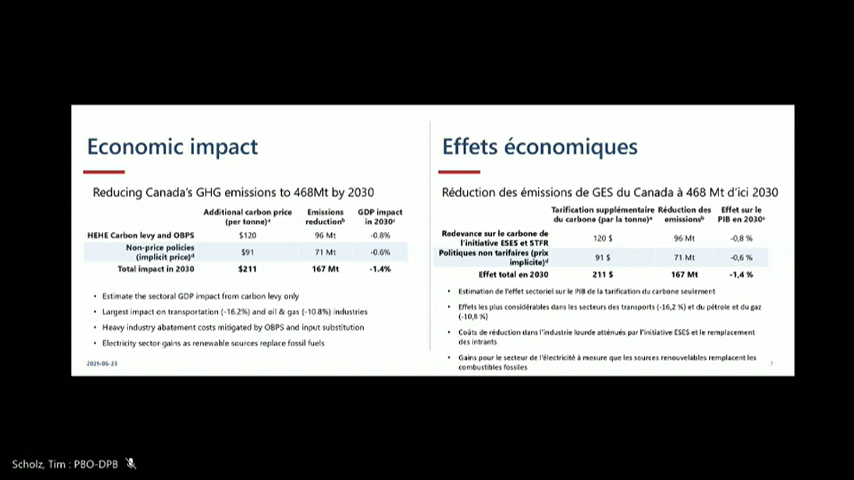 Economic impact
Reducing Canada's GHG emissions to 468Mt by 2030
Additional carbon price (per tonne)ᵃ
Emissions reductionᵇ
GDP impact in 2030ᶜ
HEHE Carbon levy and OBPS $120 96 Mt -0.8%
Non-price policies (implicit price)ᵈ $91 71 Mt -0.6%
Total impact in 2030 $211 167 Mt -1.4%
• Estimate the sectoral GDP impact from carbon levy only
• Largest impact on transportation (-16.2%) and oil & gas (-10.8%) industries
• Heavy industry abatement costs mitigated by OBPS and input substitution
• Electricity sector gains as renewable sources replace fossil fuels
2021-06-23
Effets économiques
Réduction des émissions de GES du Canada à 468 Mt d'ici 2030
Tarification supplémentaire du carbone (par la tonne)ᵃ
Réduction des émissionsᵇ
Effet sur le PIB en 2030ᶜ
Redevance sur le carbone de l'initiative ESES et STFR 120 $ 96 Mt -0,8 %
Politiques non tarifaires (prix implicite)ᵈ 91 $ 71 Mt -0,6 %
Effet total en 2030 211 $ 167 Mt -1,4 %
• Estimation de l'effet sectoriel sur le PIB de la tarification du carbone seulement
• Effets les plus considérables dans les secteurs des transports (-16,2 %) et du pétrole et du gaz
(-10,8 %)
• Coûts de réduction dans l'industrie lourde atténués par l'initiative ESES et le remplacement
des intrants
• Gains pour le secteur de l'électricité à mesure que les sources renouvelables remplacent les
combustibles fossiles
7
Scholz, Tim : PBO-DPB